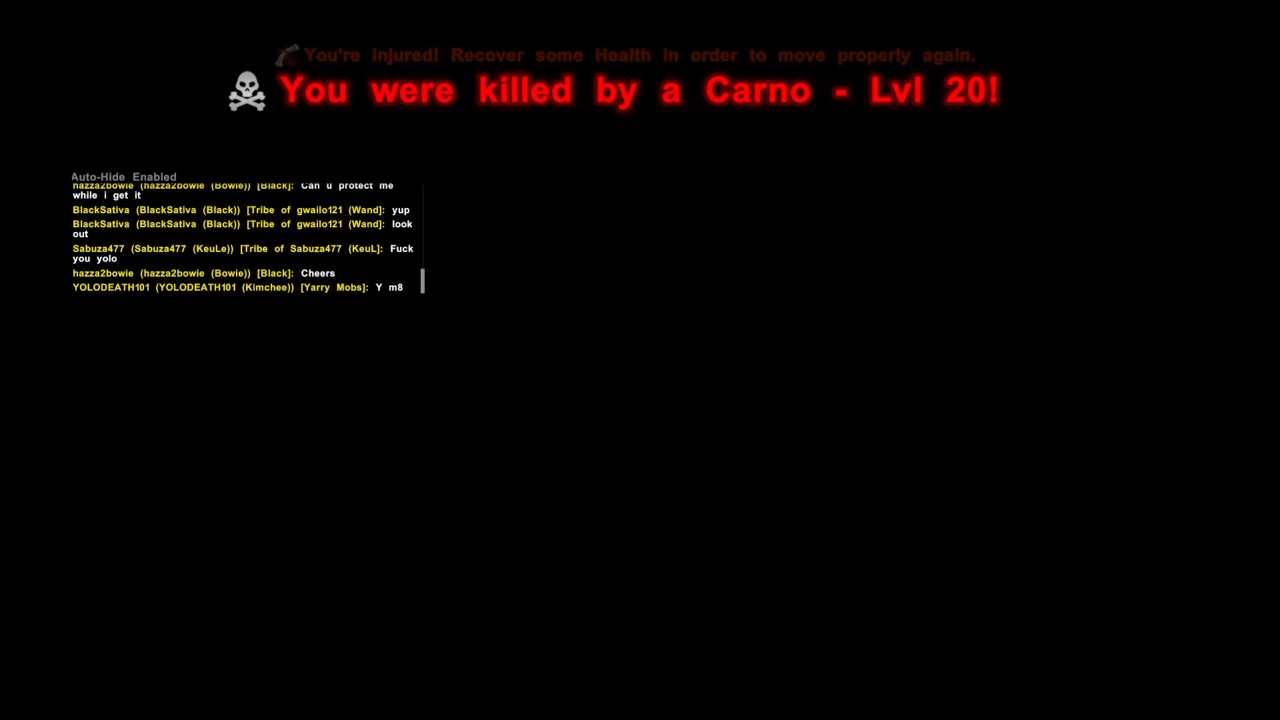 You're Injured! Recover some Health in order to move properly again.
You were killed by a Carno - Lvl 20!
Auto-Hide Enabled
hazza2bowie (hazza2bowie (Bowie)) [Black]: Can u protect me
while i get it
BlackSativa (BlackSativa (Black)) [Tribe of gwailo121 (Wand]: yup
BlackSativa (BlackSativa (Black)) [Tribe of gwailo121 (Wand]: look
out
Sabuza477 (Sabuza477 (KeuLe)) [Tribe of Sabuza477 (KeuL]: Fuck
you yolo
hazza2bowie (hazza2bowie (Bowie)) [Black]: Cheers
YOLODEATH101 (YOLODEATH101 (Kimchee)) [Yarry Mobs]: Y m8